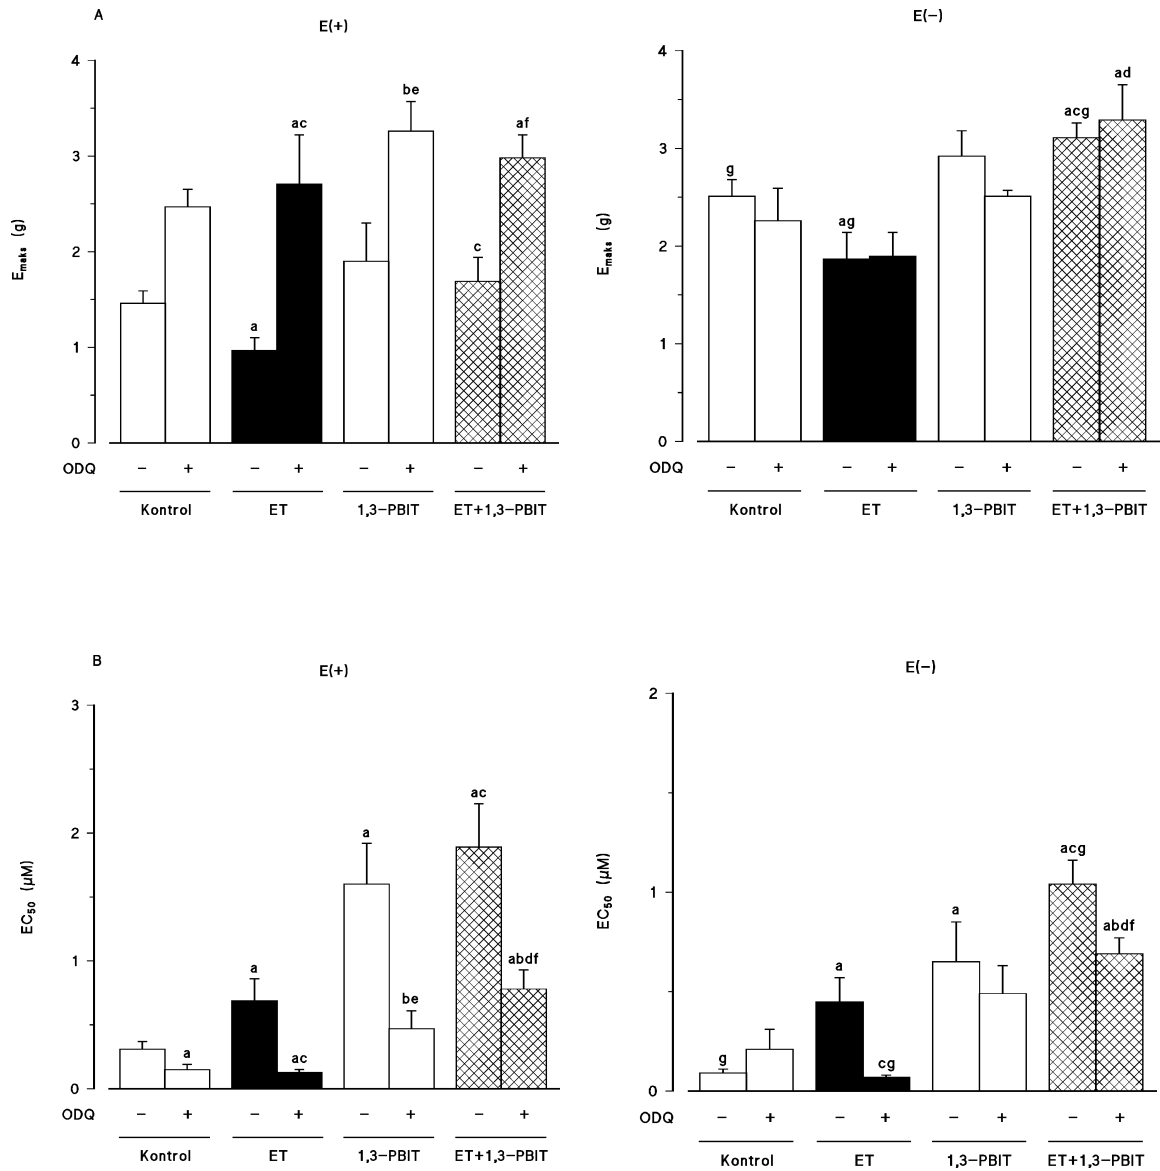 A
E(+)
4
3
2
1
0
Emaks (g)
a
ac
be
c
af
ODQ − + − + − + − +
Kontrol ET 1,3−PBIT ET+1,3−PBIT
E(−)
4
3
2
1
0
Emaks (g)
g
ag
acg
ad
ODQ − + − + − + − +
Kontrol ET 1,3−PBIT ET+1,3−PBIT
B
E(+)
3
2
1
0
EC50 (µM)
a
a
ac
a
be
ac
abdf
ODQ − + − + − + − +
Kontrol ET 1,3−PBIT ET+1,3−PBIT
E(−)
2
1
0
EC50 (µM)
g
a
cg
a
acg
abdf
ODQ − + − + − + − +
Kontrol ET 1,3−PBIT ET+1,3−PBIT